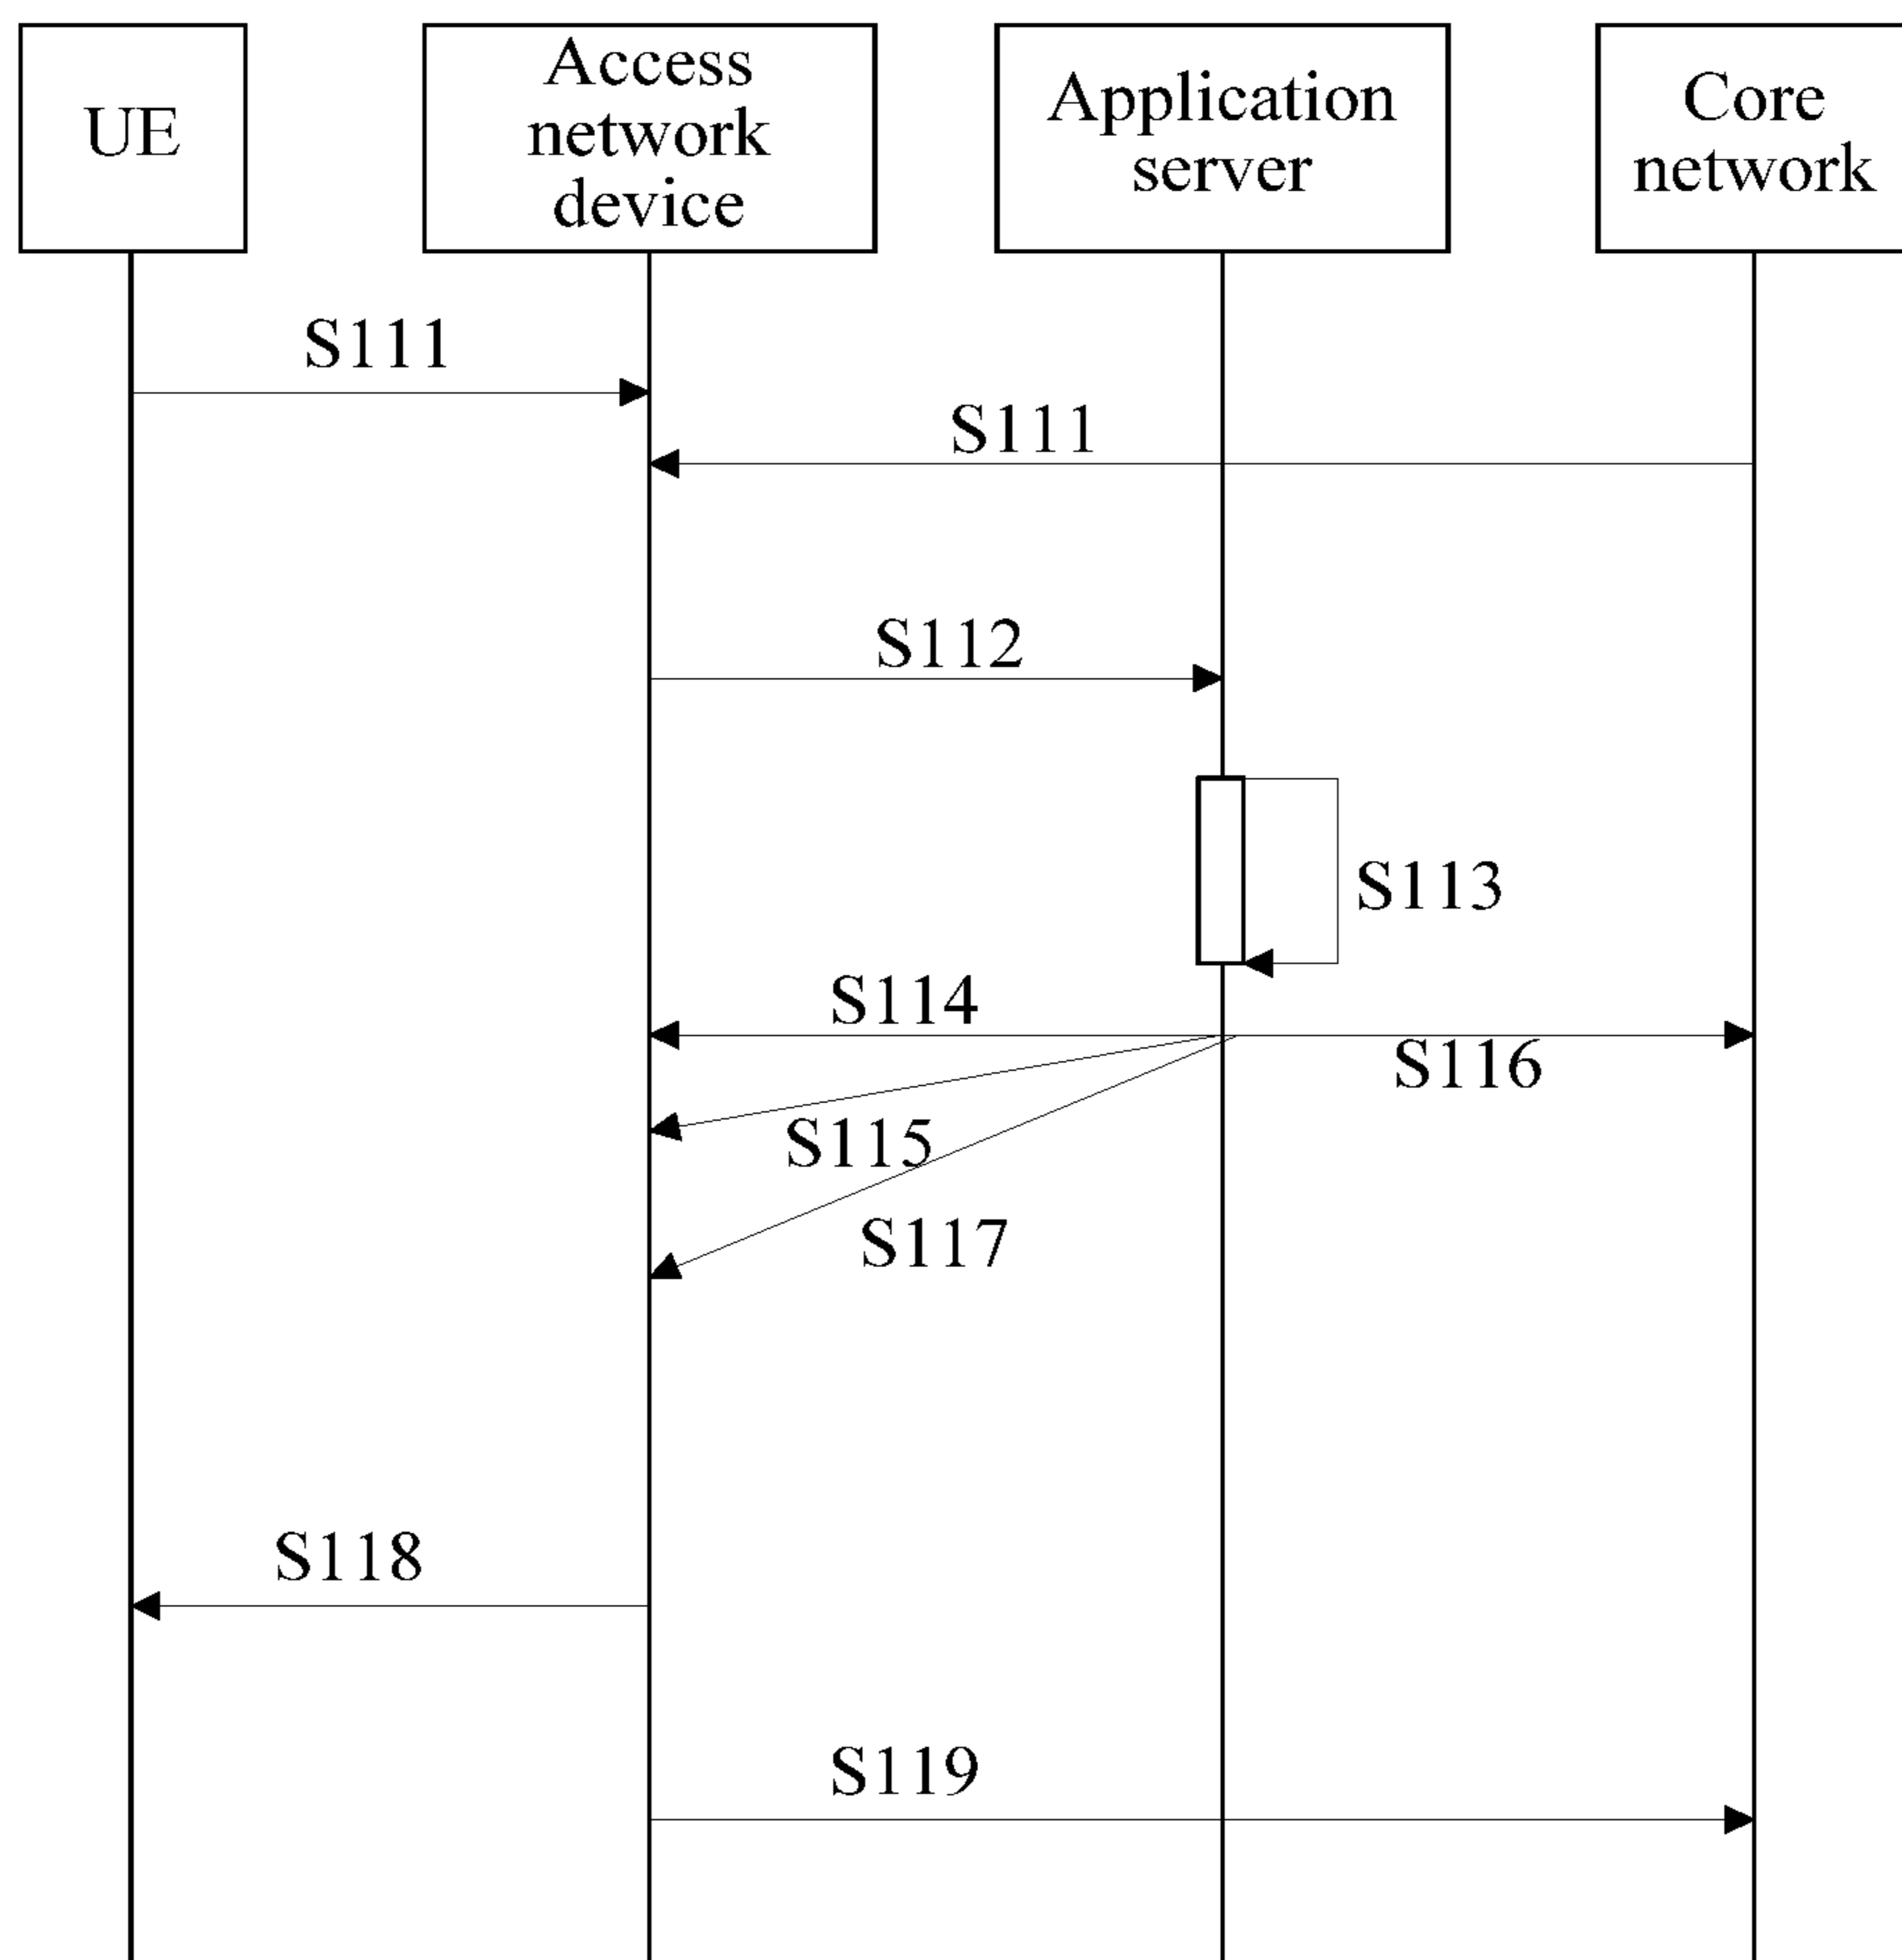 UE
Access
network
device
Application
server
Core
network
S111
S111
S112
S113
S114
S116
S115
S117
S118
S119